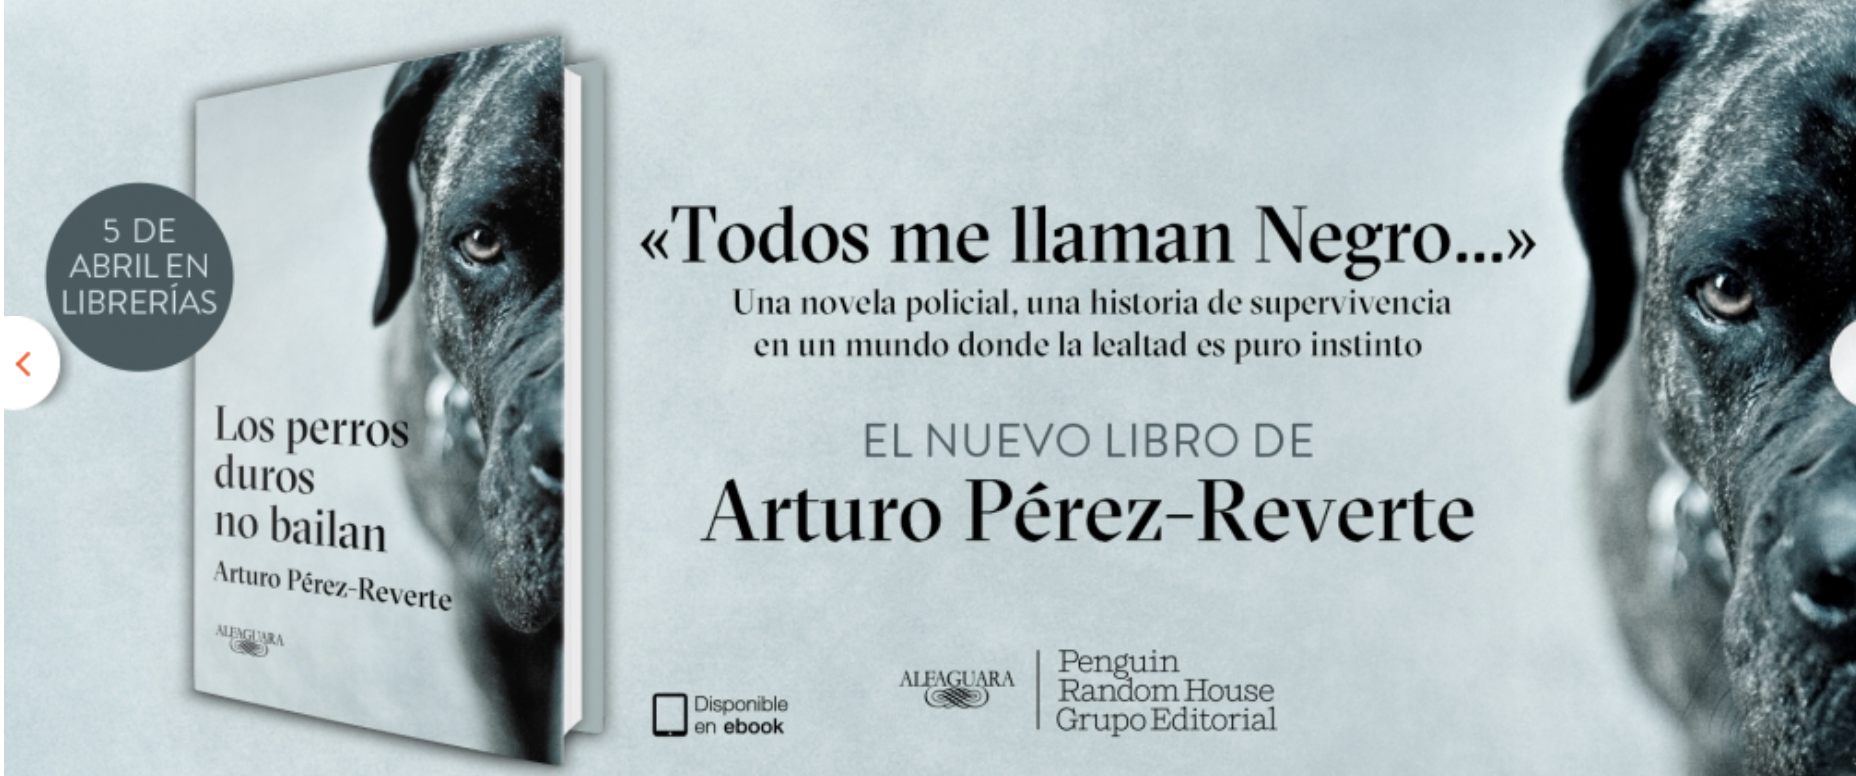 5 DE
ABRIL EN
LIBRERÍAS
Los perros
duros
no bailan
Arturo Pérez-Reverte
ALFAGUARA
«Todos me llaman Negro...»
Una novela policial, una historia de supervivencia
en un mundo donde la lealtad es puro instinto
EL NUEVO LIBRO DE
Arturo Pérez-Reverte
Disponible
en ebook
ALFAGUARA
Penguin
Random House
Grupo Editorial